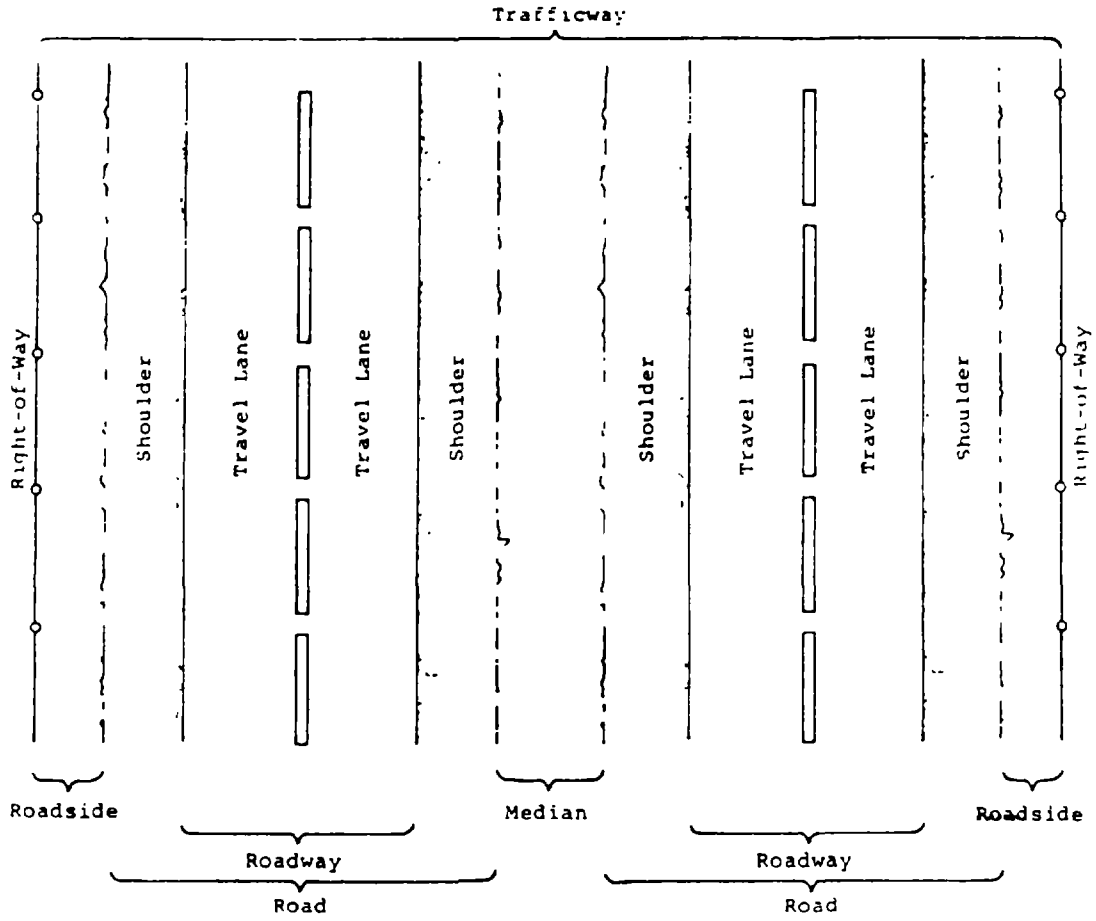 Trafficway
Right-of-Way
Shoulder
Travel Lane
Travel Lane
Shoulder
Shoulder
Travel Lane
Travel Lane
Shoulder
Right-of-Way
Roadside
Median
Roadside
Roadway
Roadway
Road
Road